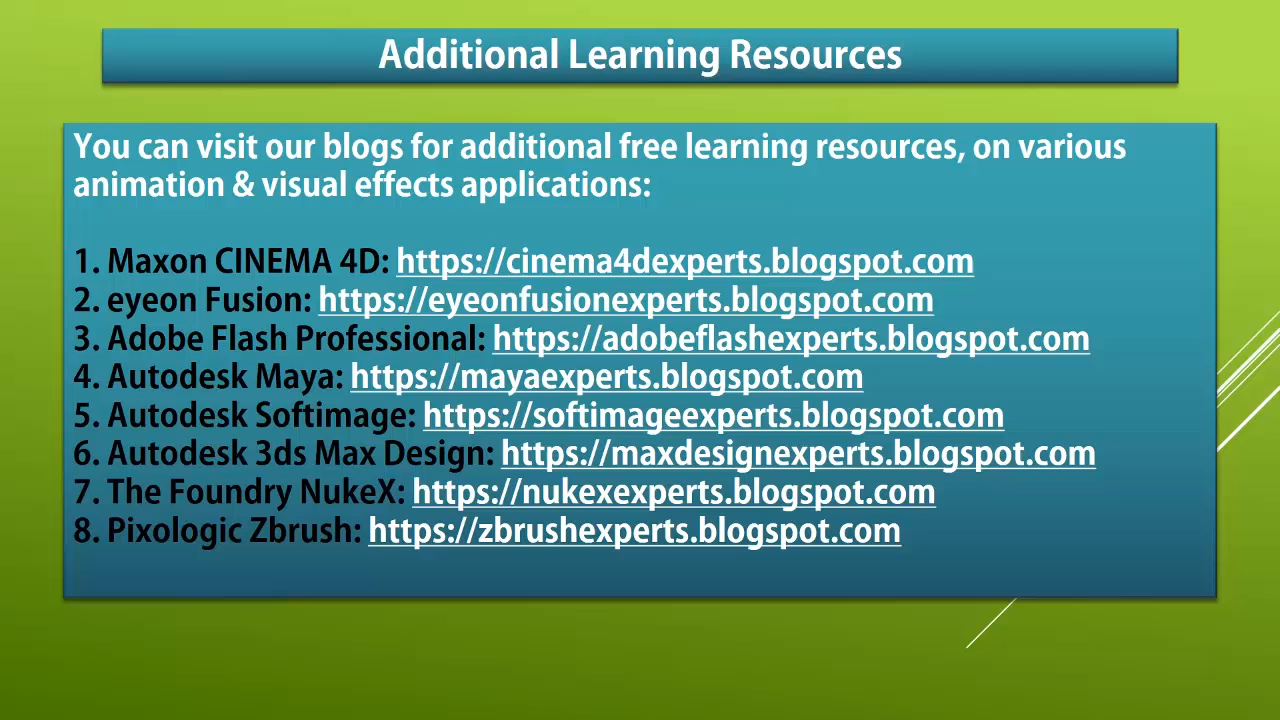 Additional Learning Resources
You can visit our blogs for additional free learning resources, on various
animation & visual effects applications:
1. Maxon CINEMA 4D: https://cinema4dexperts.blogspot.com
2. eyeon Fusion: https://eyeonfusionexperts.blogspot.com
3. Adobe Flash Professional: https://adobeflashexperts.blogspot.com
4. Autodesk Maya: https://mayaexperts.blogspot.com
5. Autodesk Softimage: https://softimageexperts.blogspot.com
6. Autodesk 3ds Max Design: https://maxdesignexperts.blogspot.com
7. The Foundry NukeX: https://nukexexperts.blogspot.com
8. Pixologic Zbrush: https://zbrushexperts.blogspot.com